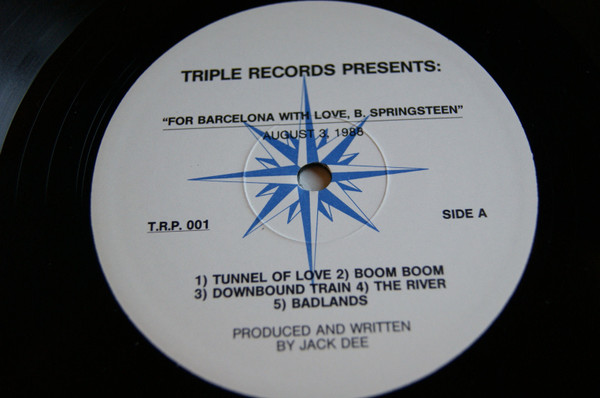 TRIPLE RECORDS PRESENTS:
"FOR BARCELONA WITH LOVE, B. SPRINGSTEEN"
AUGUST 3, 1988
T.R.P. 001
SIDE A
1) TUNNEL OF LOVE 2) BOOM BOOM
3) DOWNBOUND TRAIN 4) THE RIVER
5) BADLANDS
PRODUCED AND WRITTEN
BY JACK DEE